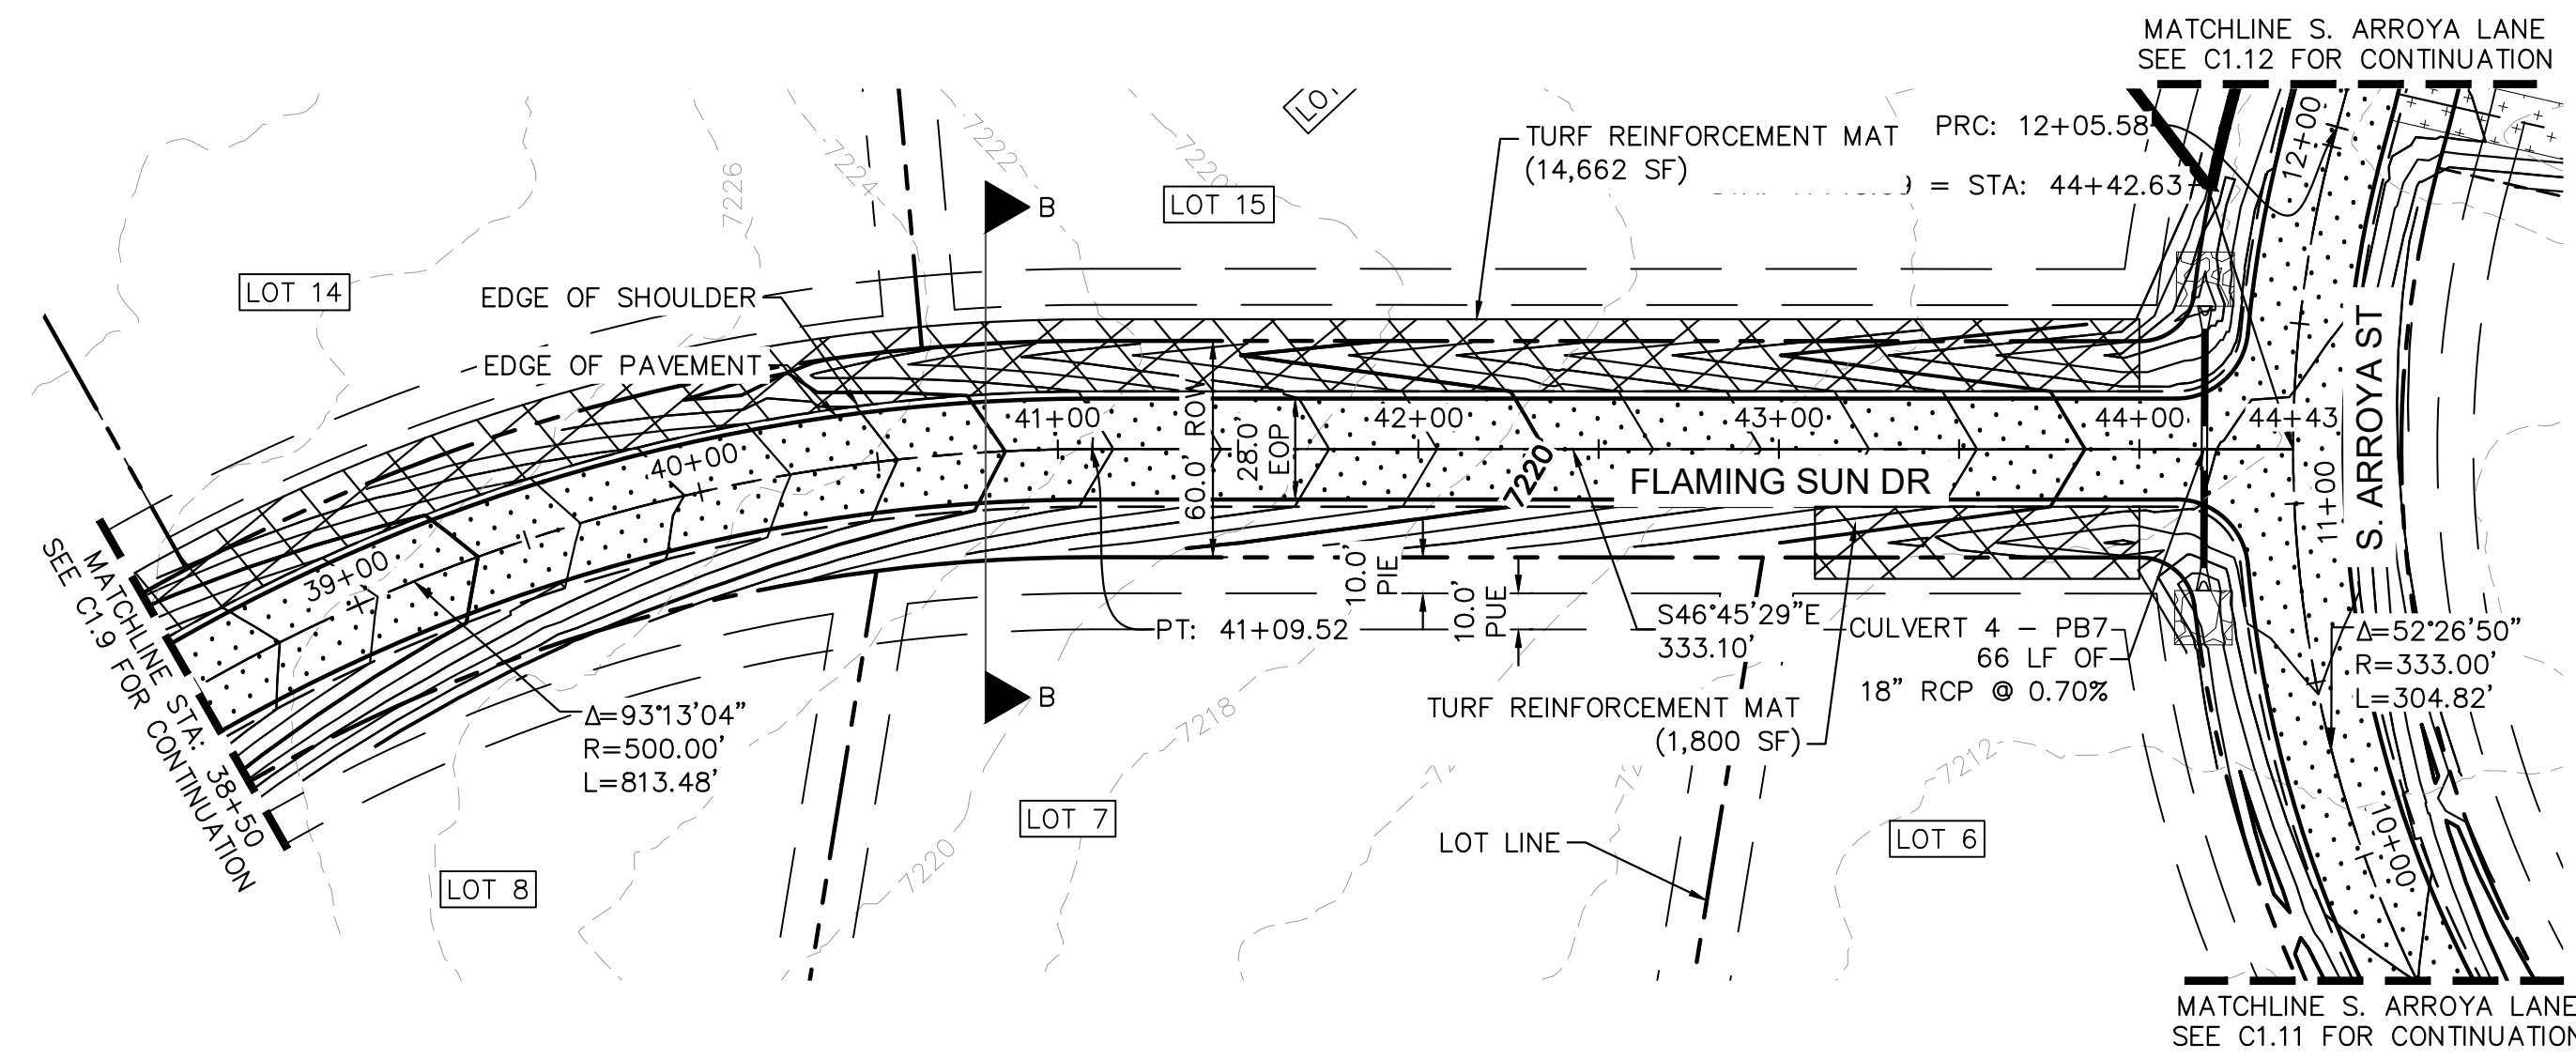 MATCHLINE S. ARROYA LANE
SEE C1.12 FOR CONTINUATION
TURF REINFORCEMENT MAT
(14,662 SF)
PRC: 12+05.58
= STA: 44+42.63
12+00
7226
7224
7222
7220
B
LOT 15
LOT 14
EDGE OF SHOULDER
EDGE OF PAVEMENT
41+00
42+00
43+00
44+00
44+43
40+00
39+00
60.0' ROW
28.0'
EOP
7220
FLAMING SUN DR
S. ARROYA ST
11+00
10+00
MATCHLINE STA: 38+50
SEE C1.9 FOR CONTINUATION
10.0'
PIE
10.0'
PUE
PT: 41+09.52
S46°45'29"E
333.10'
CULVERT 4 – PB7
66 LF OF
18" RCP @ 0.70%
Δ=52°26'50"
R=333.00'
L=304.82'
Δ=93°13'04"
R=500.00'
L=813.48'
B
TURF REINFORCEMENT MAT
(1,800 SF)
7218
7212
7220
LOT 7
LOT LINE
LOT 6
LOT 8
MATCHLINE S. ARROYA LANE
SEE C1.11 FOR CONTINUATION